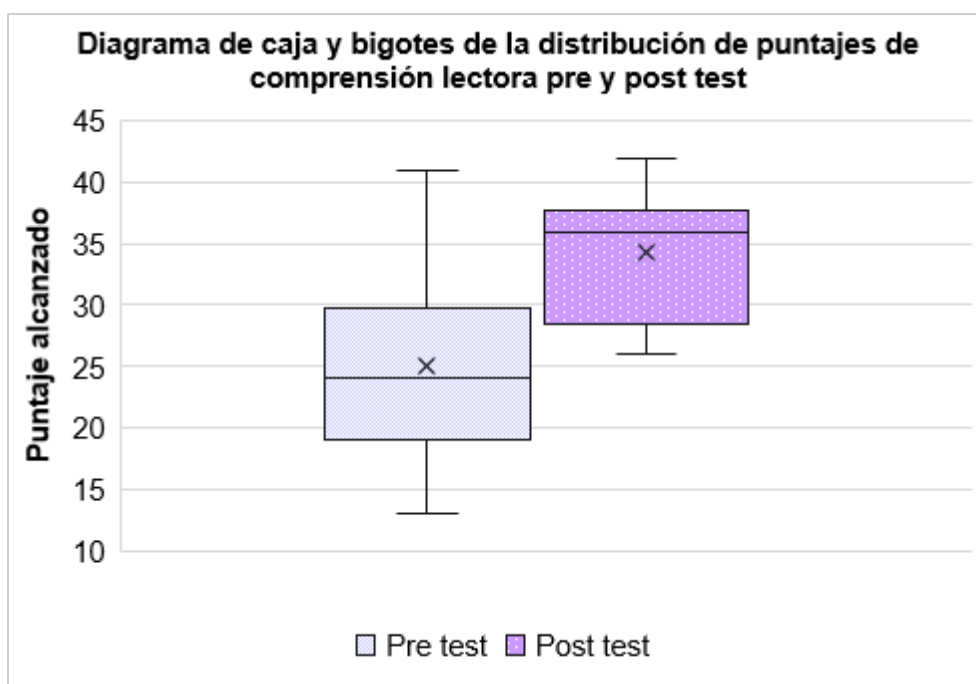 Diagrama de caja y bigotes de la distribución de puntajes de
comprensión lectora pre y post test
Puntaje alcanzado
45
40
35
30
25
20
15
10
Pre test
Post test